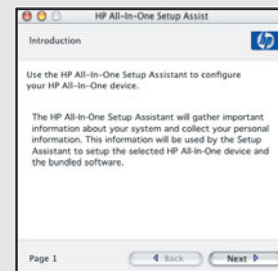 HP All-In-One Setup Assist
Introduction
hp
Use the HP All-In-One Setup Assistant to configure
your HP All-In-One device.
The HP All-In-One Setup Assistant will gather important
information about your system and collect your personal
information. This information will be used by the Setup
Assistant to setup the selected HP All-In-One device and
the bundled software.
Page 1
Back
Next